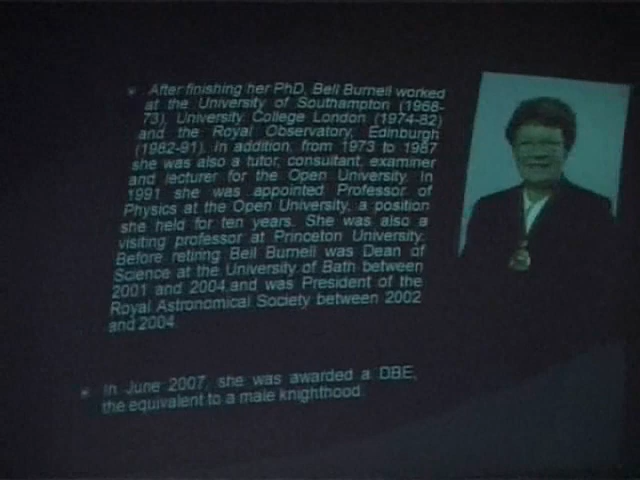 After finishing her PhD, Bell Burnell worked
at the University of Southampton (1968-
73), University College London (1974-82)
and the Royal Observatory, Edinburgh
(1982-91). In addition, from 1973 to 1987
she was also a tutor, consultant, examiner
and lecturer for the Open University. In
1991 she was appointed Professor of
Physics at the Open University, a position
she held for ten years. She was also a
visiting professor at Princeton University.
Before retiring Bell Burnell was Dean of
Science at the University of Bath between
2001 and 2004,and was President of the
Royal Astronomical Society between 2002
and 2004.
In June 2007, she was awarded a DBE,
the equivalent to a male knighthood.